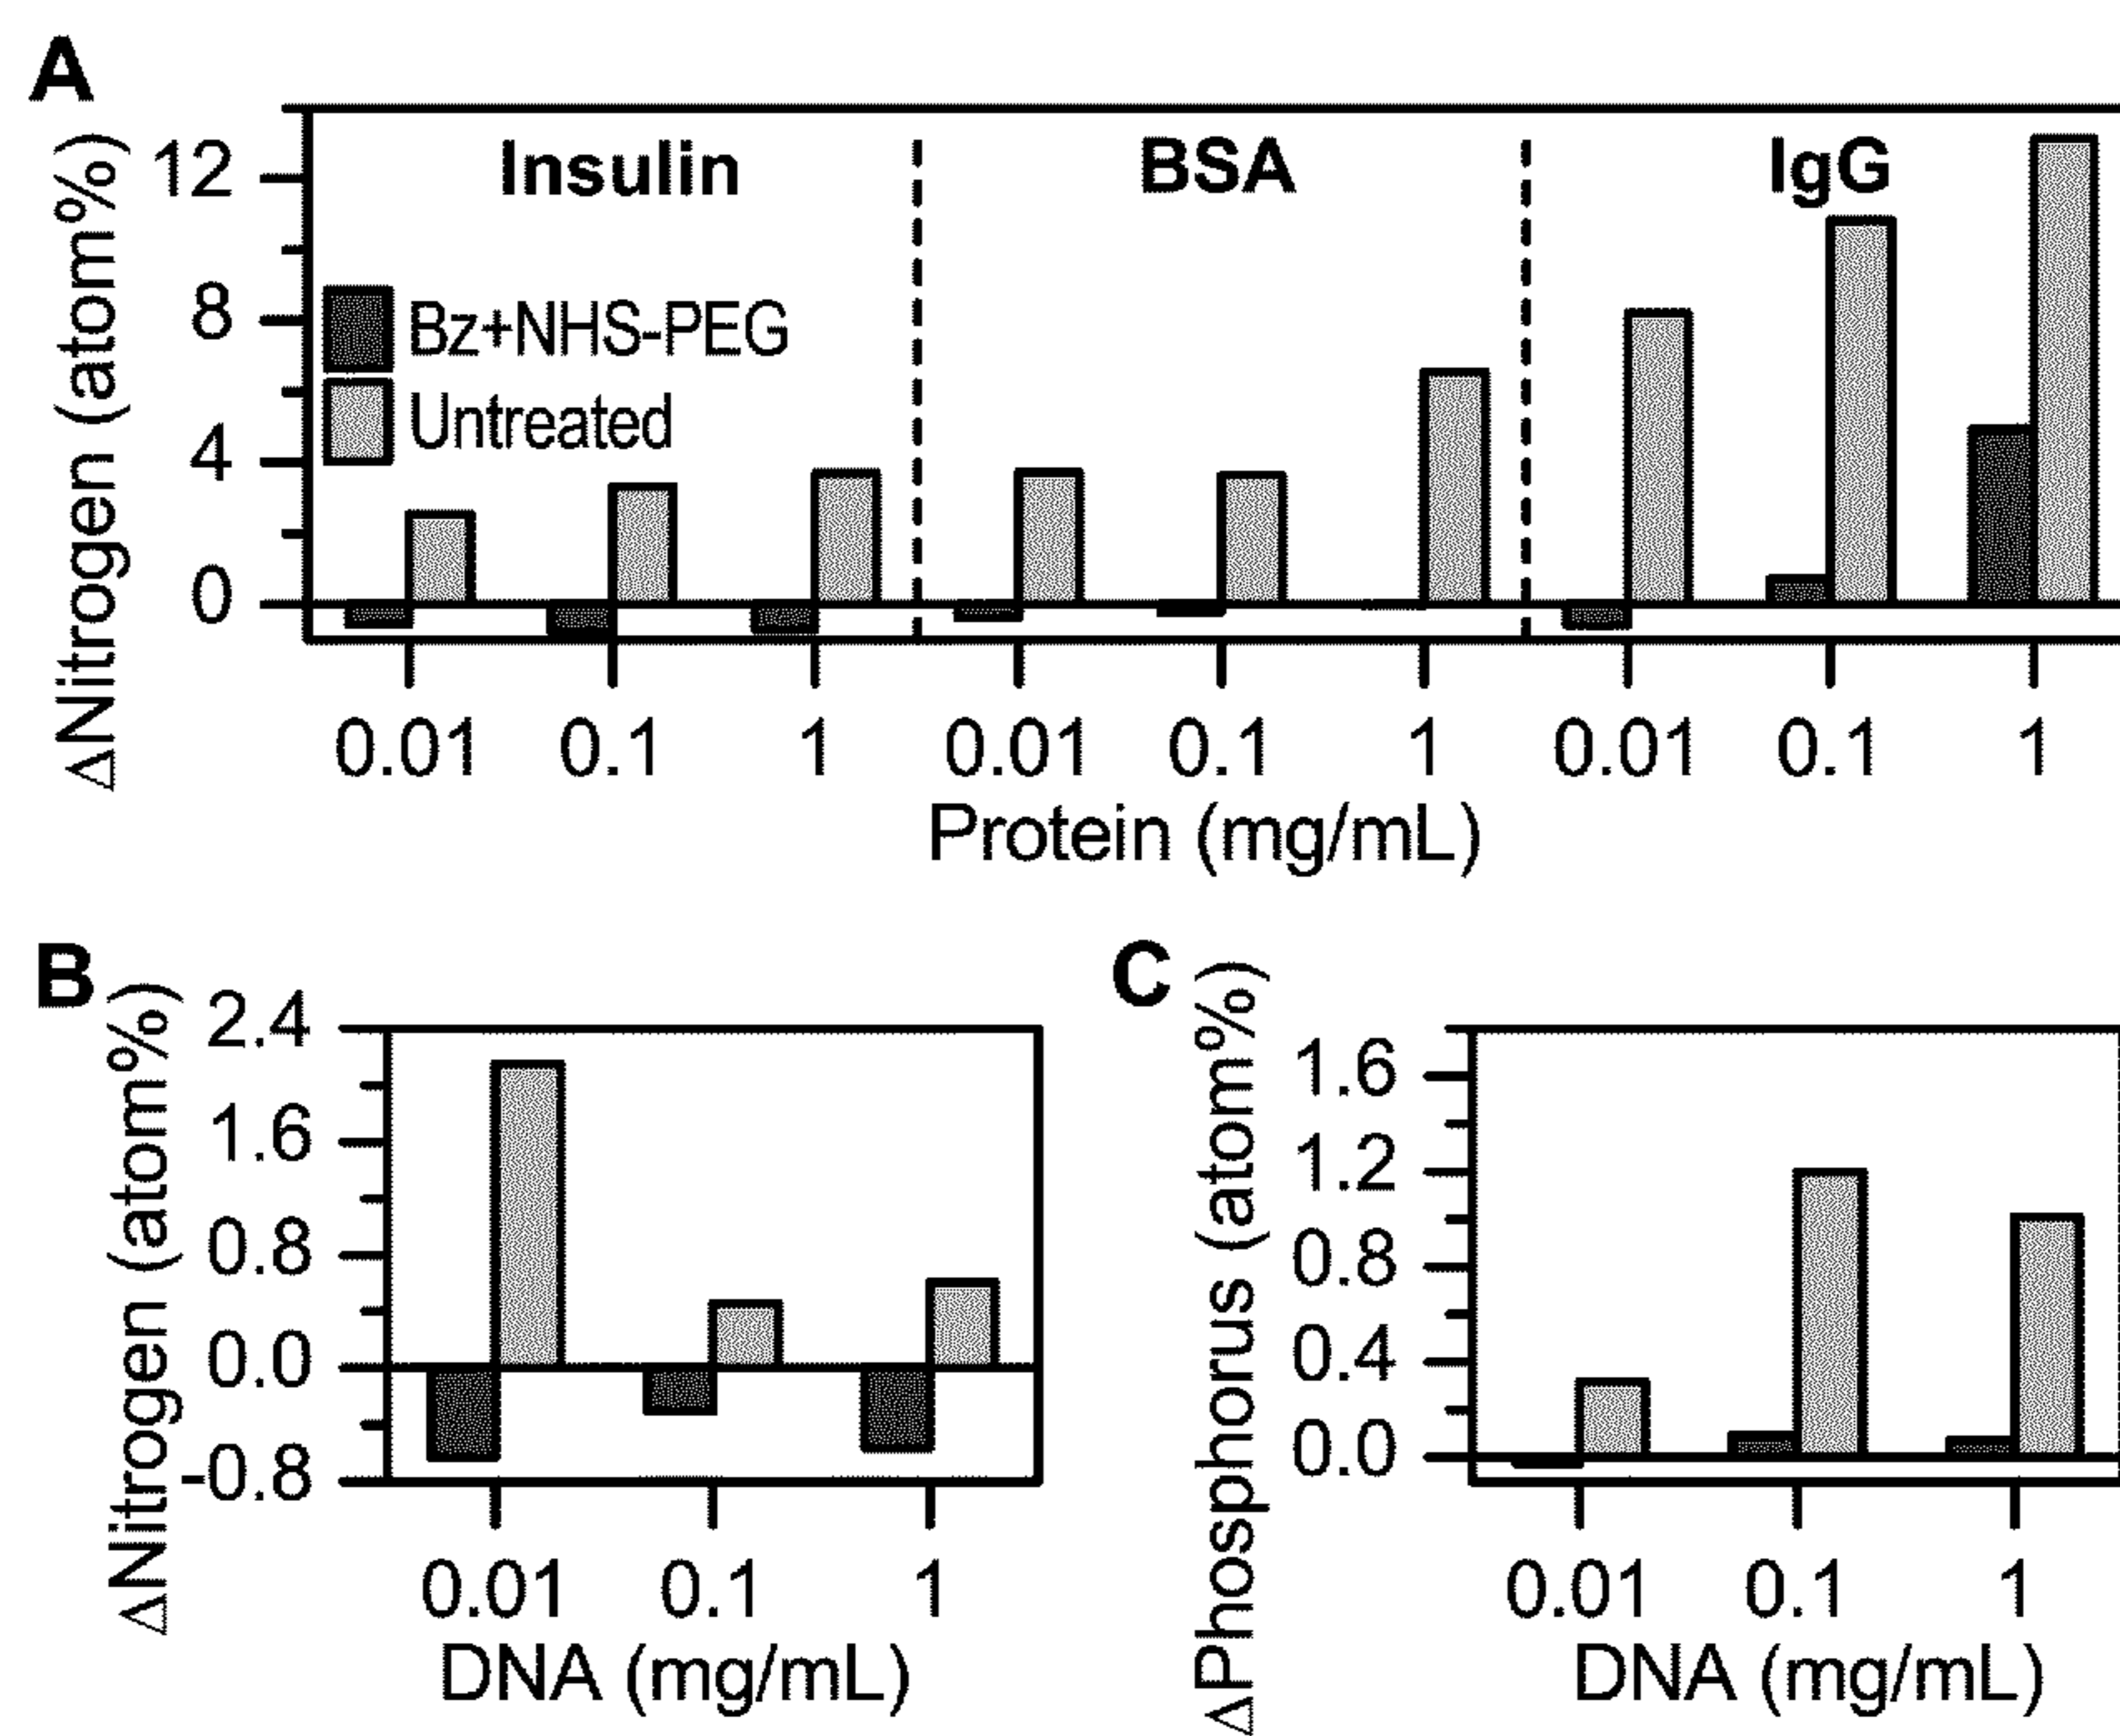 A
ΔNitrogen (atom%)
12
8
4
0
Insulin
BSA
IgG
Bz+NHS-PEG
Untreated
0.01 0.1 1 0.01 0.1 1 0.01 0.1 1
Protein (mg/mL)
B
ΔNitrogen (atom%)
2.4
1.6
0.8
0.0
-0.8
0.01 0.1 1
DNA (mg/mL)
C
ΔPhosphorus (atom%)
1.6
1.2
0.8
0.4
0.0
0.01 0.1 1
DNA (mg/mL)